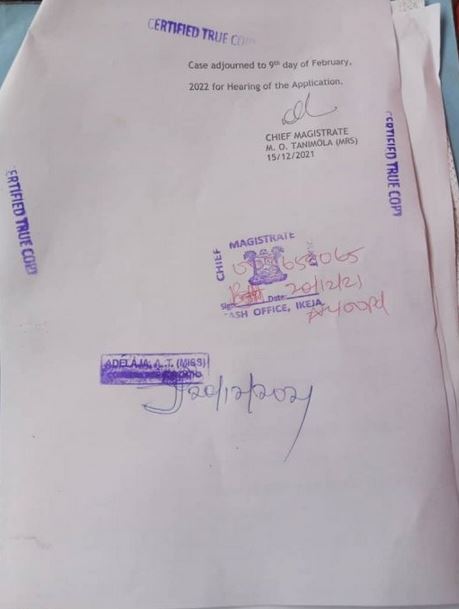 CERTIFIED TRUE COPY
Case adjourned to 9th day of February,
2022 for Hearing of the Application.
CHIEF MAGISTRATE
M. O. TANIMOLA (MRS)
15/12/2021
CERTIFIED TRUE COPY
CERTIFIED TRUE COPY
CHIEF MAGISTRATE
20/12/21
Sign: Date:
CASH OFFICE, IKEJA
ADELAJA, A. T. (MISS)
20/12/2021